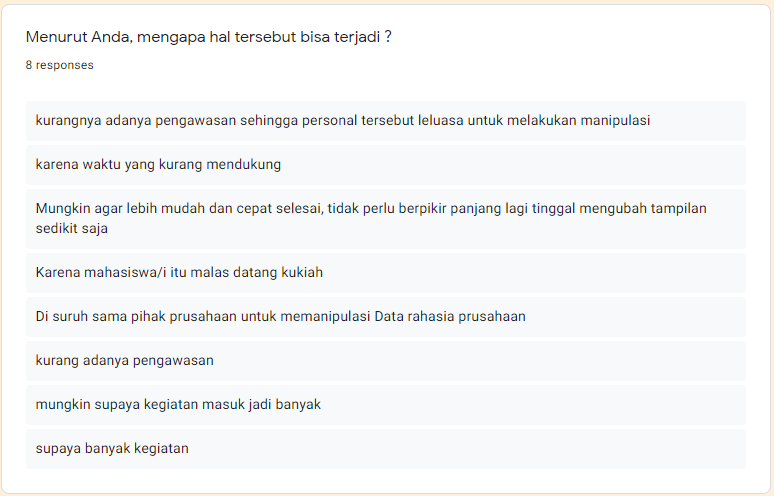 Menurut Anda, mengapa hal tersebut bisa terjadi ?
8 responses
kurangnya adanya pengawasan sehingga personal tersebut leluasa untuk melakukan manipulasi
karena waktu yang kurang mendukung
Mungkin agar lebih mudah dan cepat selesai, tidak perlu berpikir panjang lagi tinggal mengubah tampilan
sedikit saja
Karena mahasiswa/i itu malas datang kukiah
Di suruh sama pihak prusahaan untuk memanipulasi Data rahasia prusahaan
kurang adanya pengawasan
mungkin supaya kegiatan masuk jadi banyak
supaya banyak kegiatan